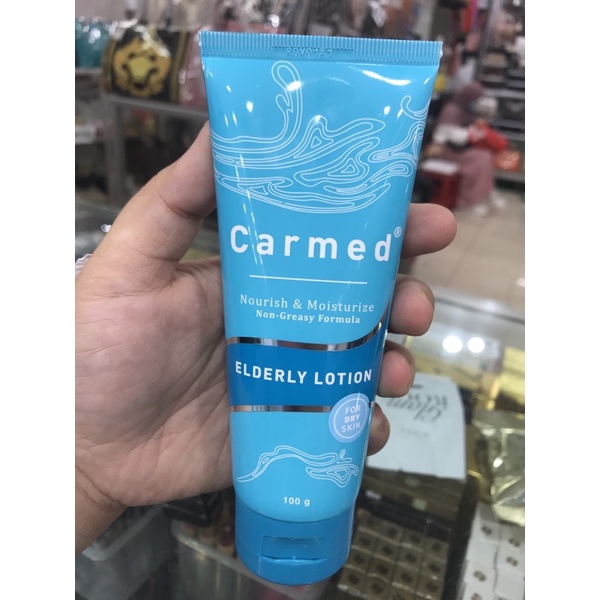 Carmed®
Nourish & Moisturize
Non-Greasy Formula
ELDERLY LOTION
FOR
DRY
SKIN
100 g